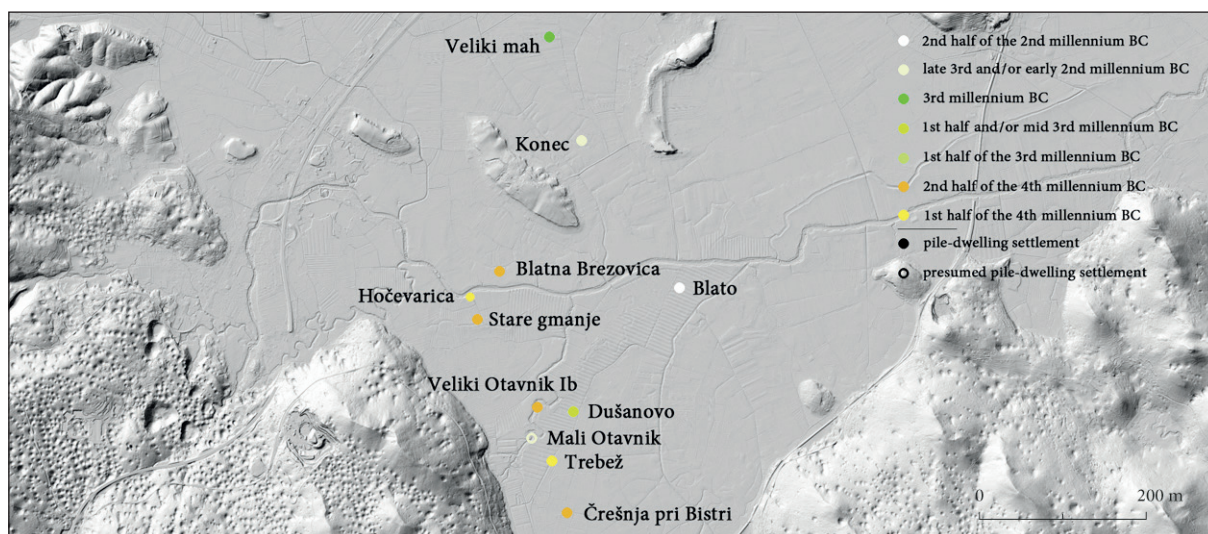 Veliki mah
Konec
Blatna Brezovica
Hočevarica
Blato
Stare gmanje
Veliki Otavnik Ib
Dušanovo
Mali Otavnik
Trebež
Črešnja pri Bistri
2nd half of the 2nd millennium BC
late 3rd and/or early 2nd millennium BC
3rd millennium BC
1st half and/or mid 3rd millennium BC
1st half of the 3rd millennium BC
2nd half of the 4th millennium BC
1st half of the 4th millennium BC
pile-dwelling settlement
presumed pile-dwelling settlement
0 200 m